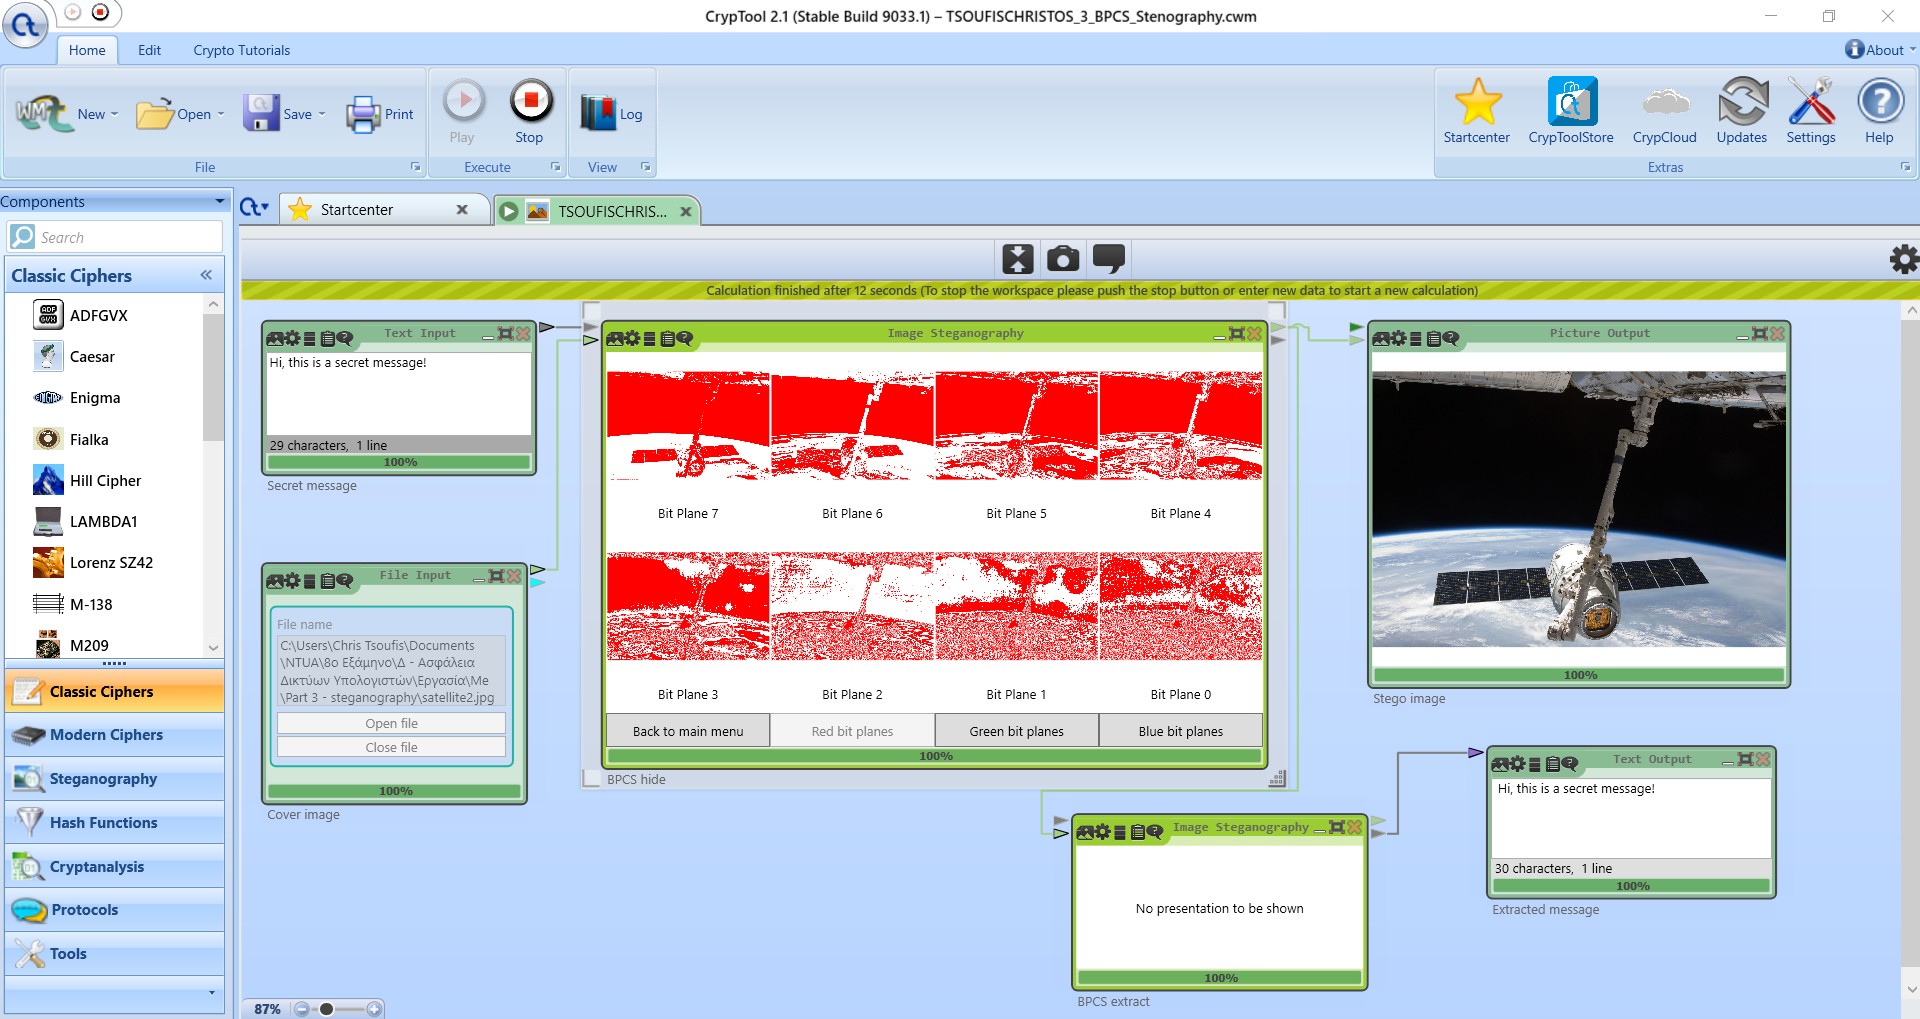 CrypTool 2.1 (Stable Build 9033.1) – TSOUFISCHRISTOS_3_BPCS_Stenography.cwm
Home Edit Crypto Tutorials
About
New Open Save Print Play Stop Log
Startcenter CrypToolStore CrypCloud Updates Settings Help
File Execute View Extras
Components
Startcenter
TSOUFISCHRIS...
Search
Classic Ciphers
ADFGVX
Caesar
Enigma
Fialka
Hill Cipher
LAMBDA1
Lorenz SZ42
M-138
M209
Classic Ciphers
Modern Ciphers
Steganography
Hash Functions
Cryptanalysis
Protocols
Tools
Calculation finished after 12 seconds (To stop the workspace please push the stop button or enter new data to start a new calculation)
Text Input
Hi, this is a secret message!
29 characters, 1 line
100%
Secret message
File Input
File name
C:\Users\Chris Tsoufis\Documents
\NTUA\8ο Εξάμηνο\Δ - Ασφάλεια
Δικτύων Υπολογιστών\Εργασία\Me
\Part 3 - steganography\satellite2.jpg
Open file
Close file
100%
Cover image
Image Steganography
Bit Plane 7 Bit Plane 6 Bit Plane 5 Bit Plane 4
Bit Plane 3 Bit Plane 2 Bit Plane 1 Bit Plane 0
Back to main menu Red bit planes Green bit planes Blue bit planes
100%
BPCS hide
Picture Output
100%
Stego image
Image Steganography
No presentation to be shown
100%
BPCS extract
Text Output
Hi, this is a secret message!
30 characters, 1 line
100%
Extracted message
87%